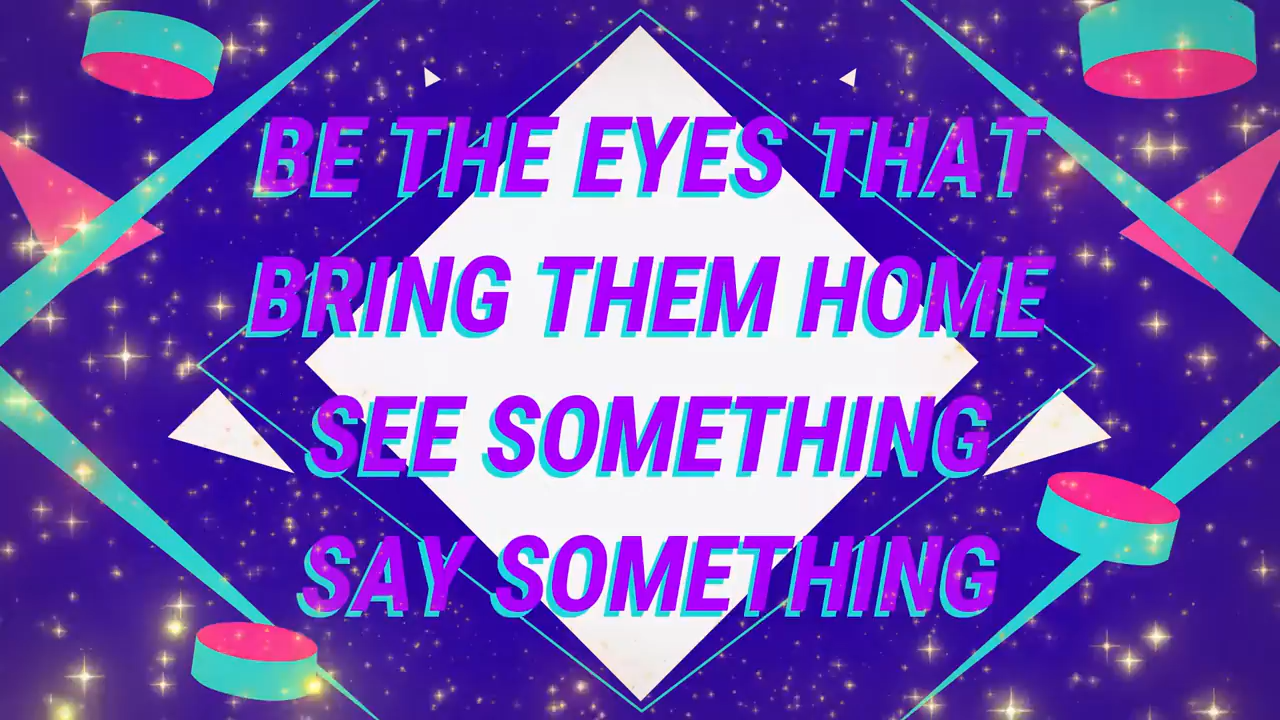 BE THE EYES THAT
BRING THEM HOME
SEE SOMETHING
SAY SOMETHING